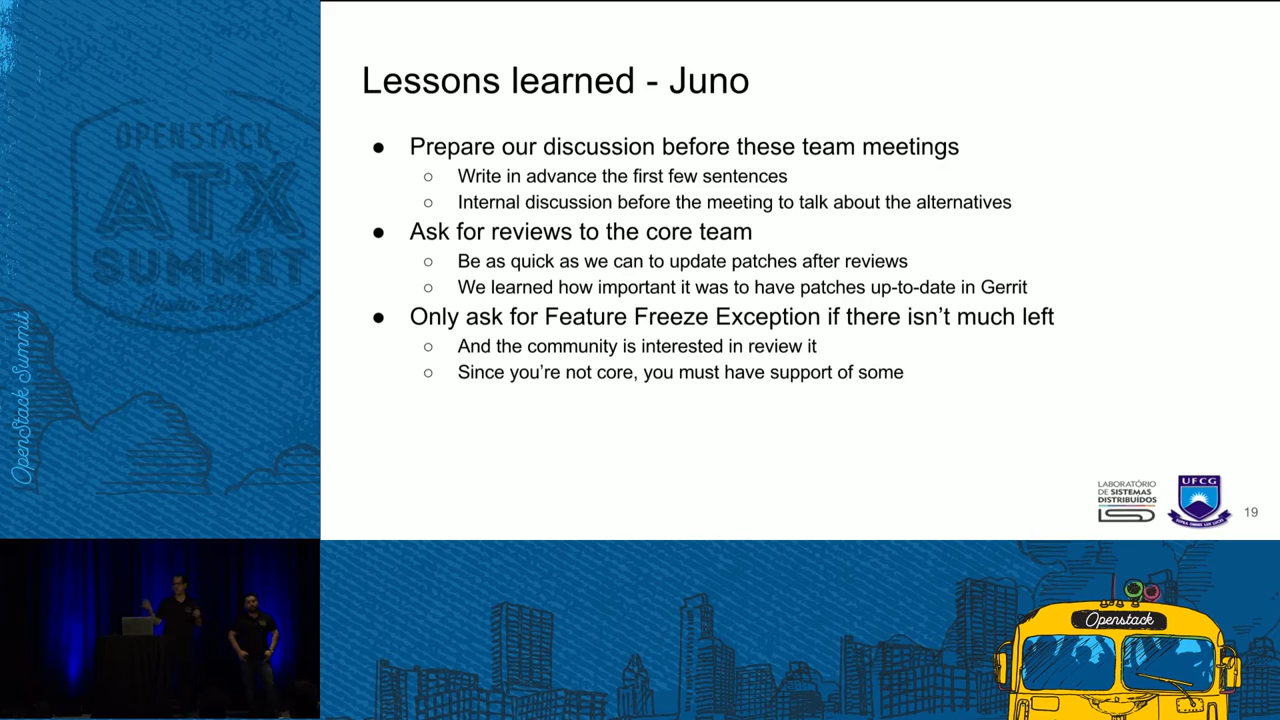 Lessons learned - Juno
● Prepare our discussion before these team meetings
○ Write in advance the first few sentences
○ Internal discussion before the meeting to talk about the alternatives
● Ask for reviews to the core team
○ Be as quick as we can to update patches after reviews
○ We learned how important it was to have patches up-to-date in Gerrit
● Only ask for Feature Freeze Exception if there isn't much left
○ And the community is interested in review it
○ Since you're not core, you must have support of some
LABORATÓRIO
DE SISTEMAS
DISTRIBUÍDOS
LSD
UFCG
19
OPENSTACK
ATX
SUMMIT
Austin 2016
OpenStack Summit
Openstack